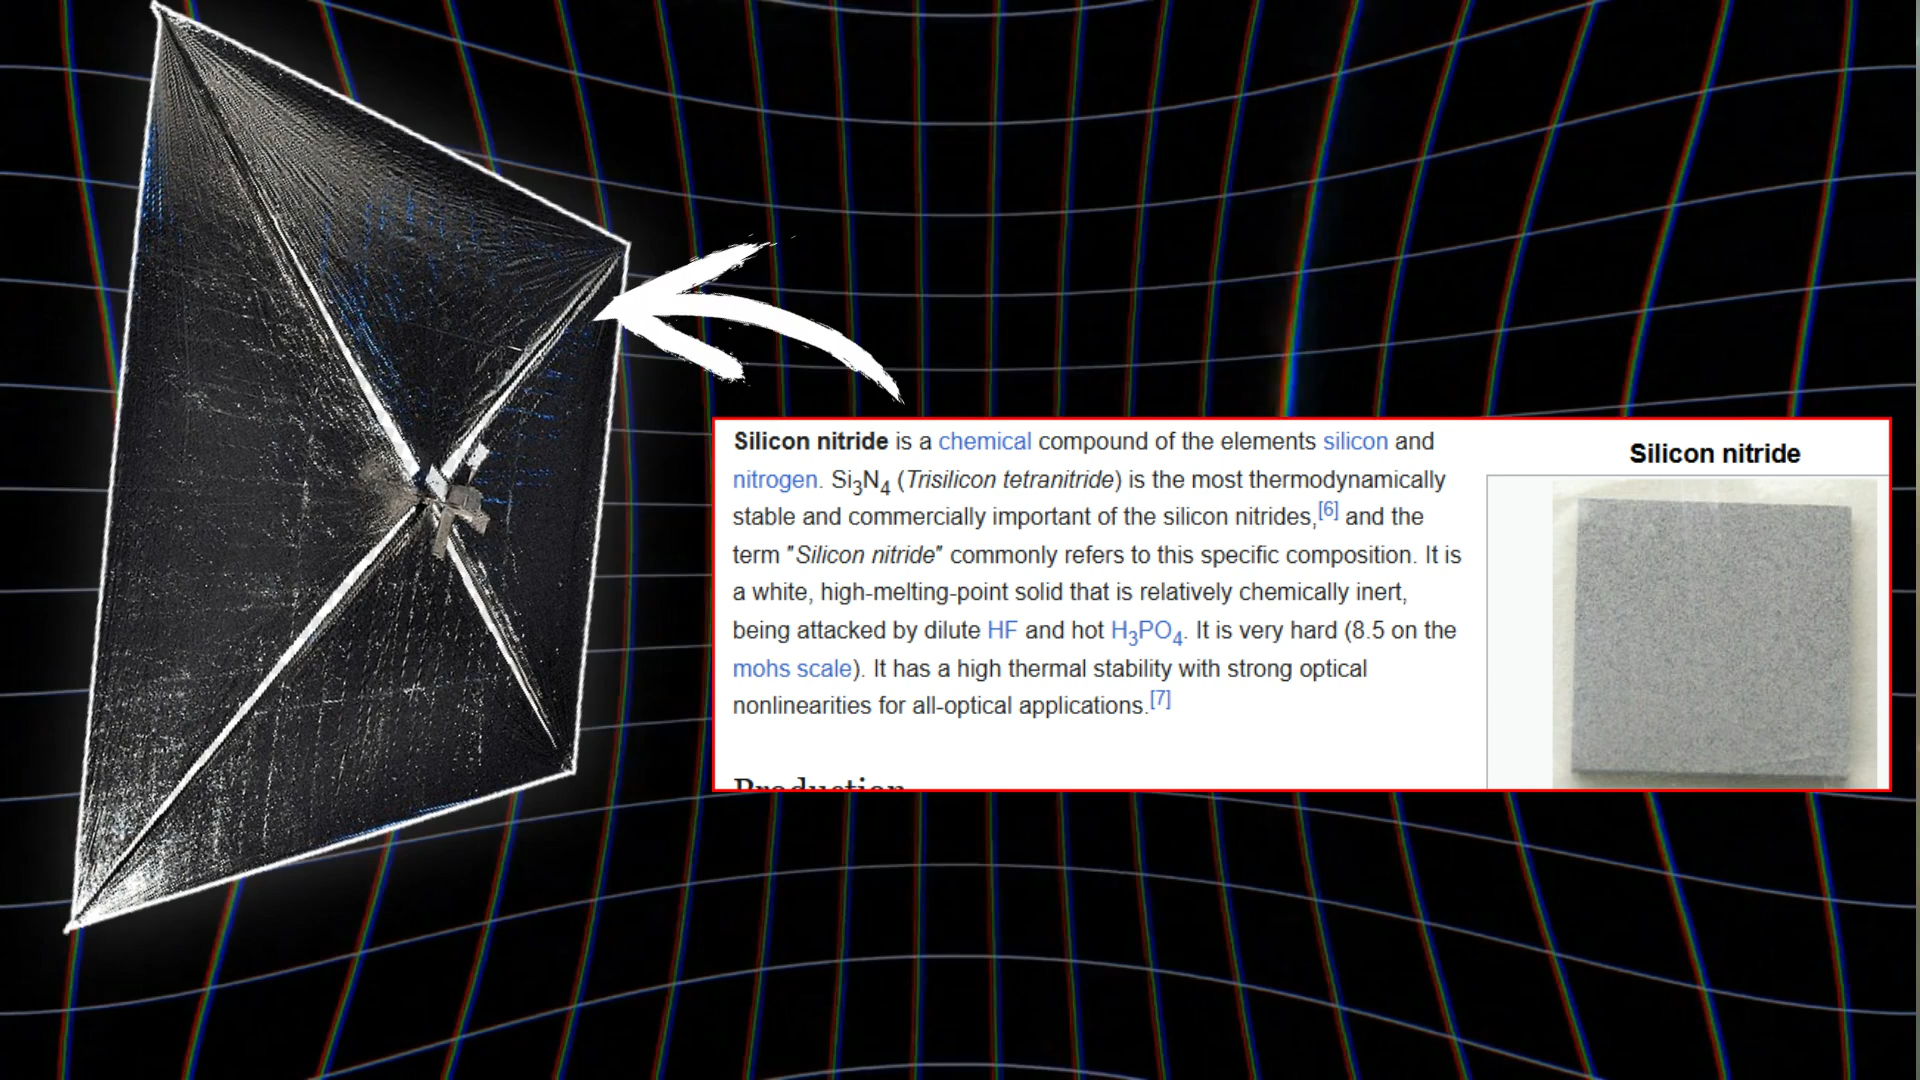 Silicon nitride is a chemical compound of the elements silicon and
nitrogen. Si₃N₄ (Trisilicon tetranitride) is the most thermodynamically
stable and commercially important of the silicon nitrides,[6] and the
term "Silicon nitride" commonly refers to this specific composition. It is
a white, high-melting-point solid that is relatively chemically inert,
being attacked by dilute HF and hot H₃PO₄. It is very hard (8.5 on the
mohs scale). It has a high thermal stability with strong optical
nonlinearities for all-optical applications.[7]
Production
Silicon nitride